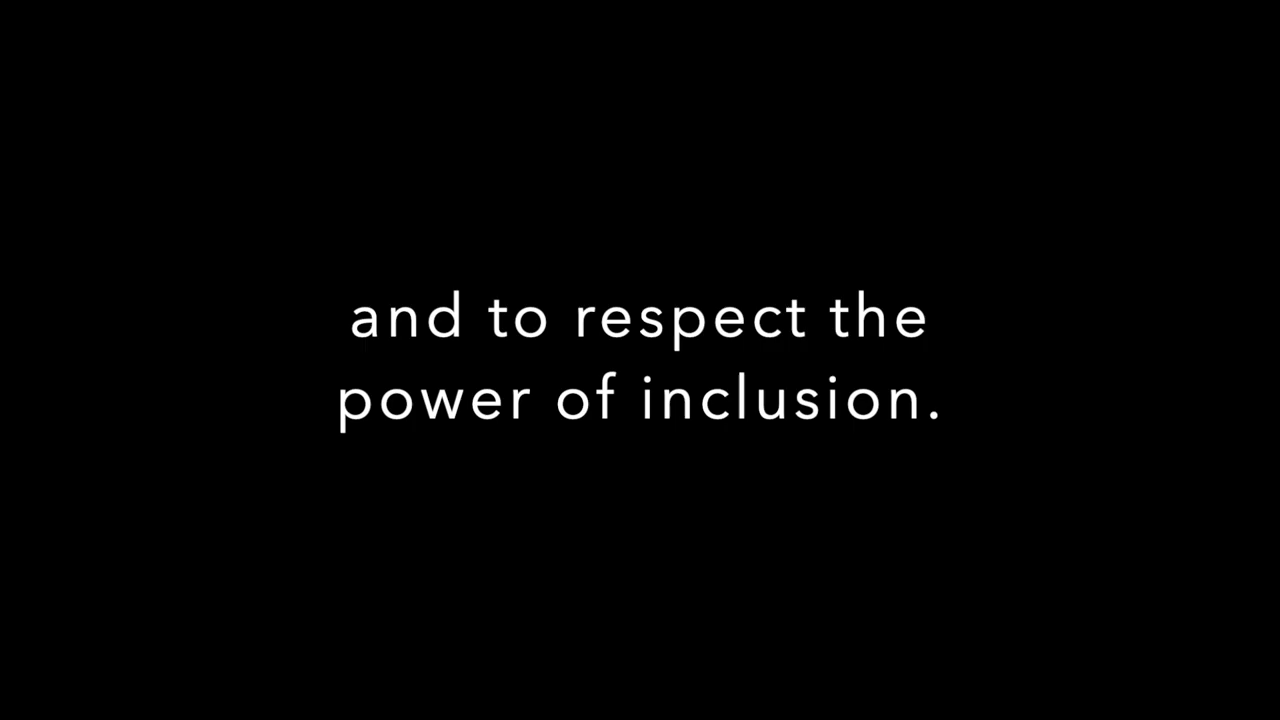 and to respect the
power of inclusion.